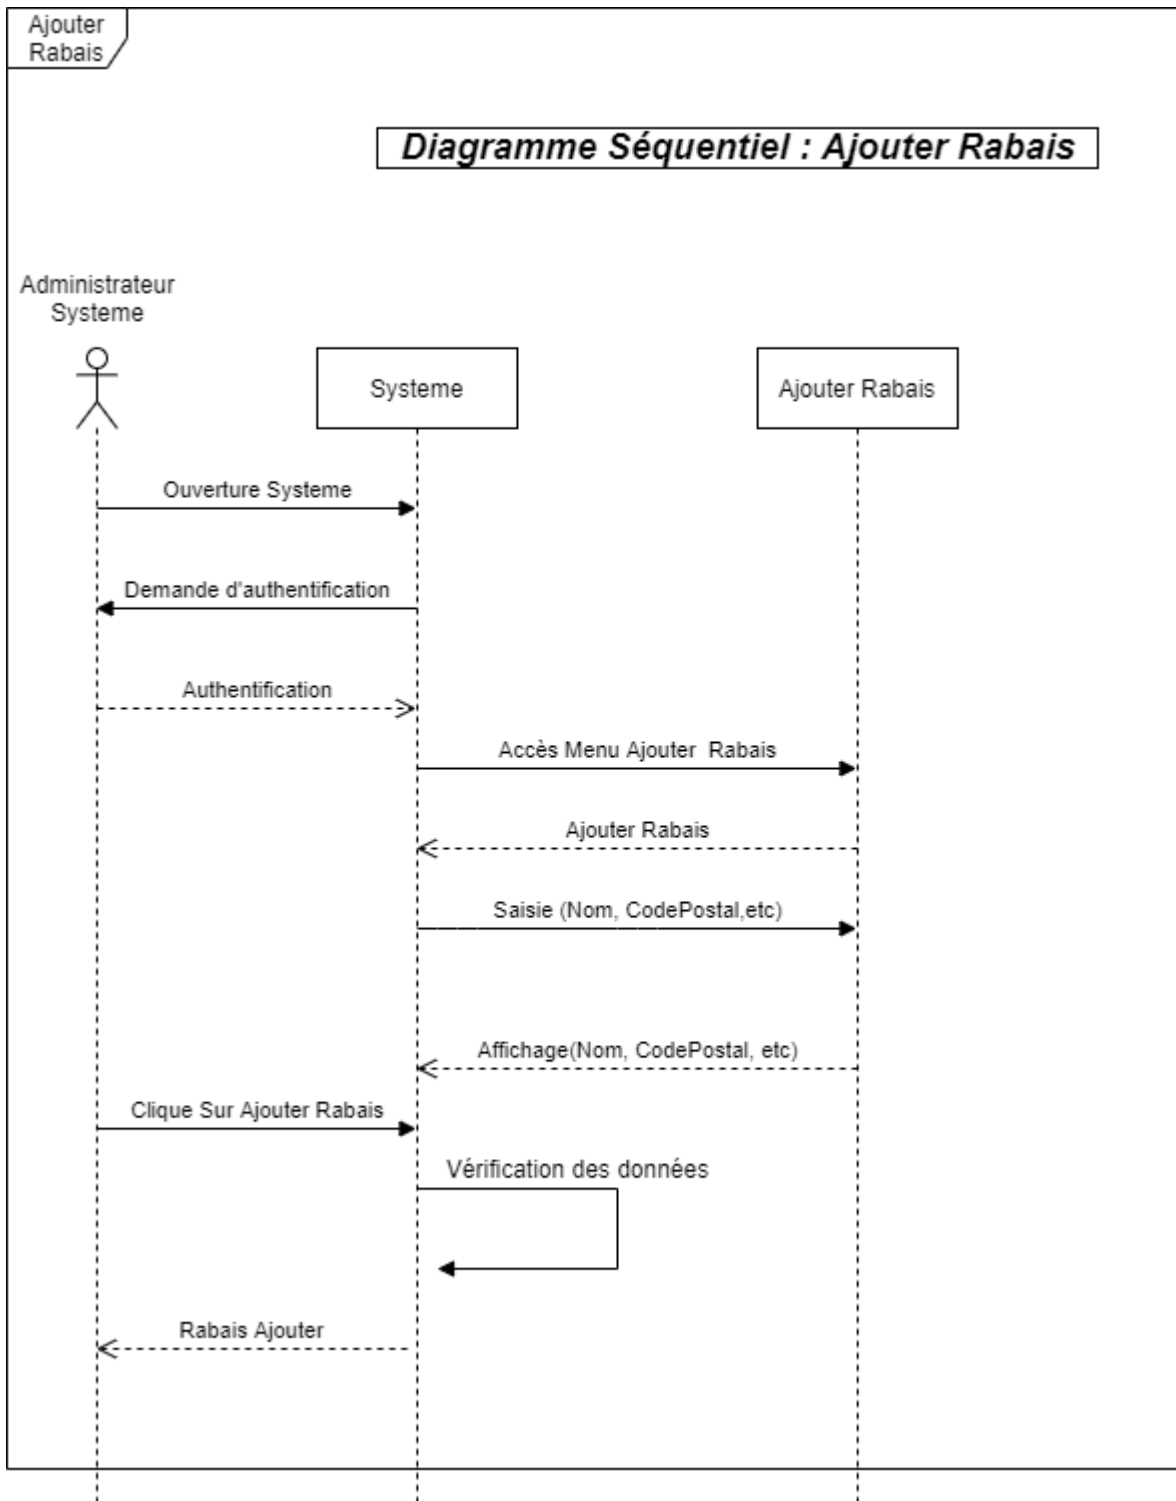 Ajouter
Rabais
Diagramme Séquentiel : Ajouter Rabais
Administrateur
Systeme
Systeme
Ajouter Rabais
Ouverture Systeme
Demande d'authentification
Authentification
Accès Menu Ajouter  Rabais
Ajouter Rabais
Saisie (Nom, CodePostal,etc)
Affichage(Nom, CodePostal, etc)
Clique Sur Ajouter Rabais
Vérification des données
Rabais Ajouter